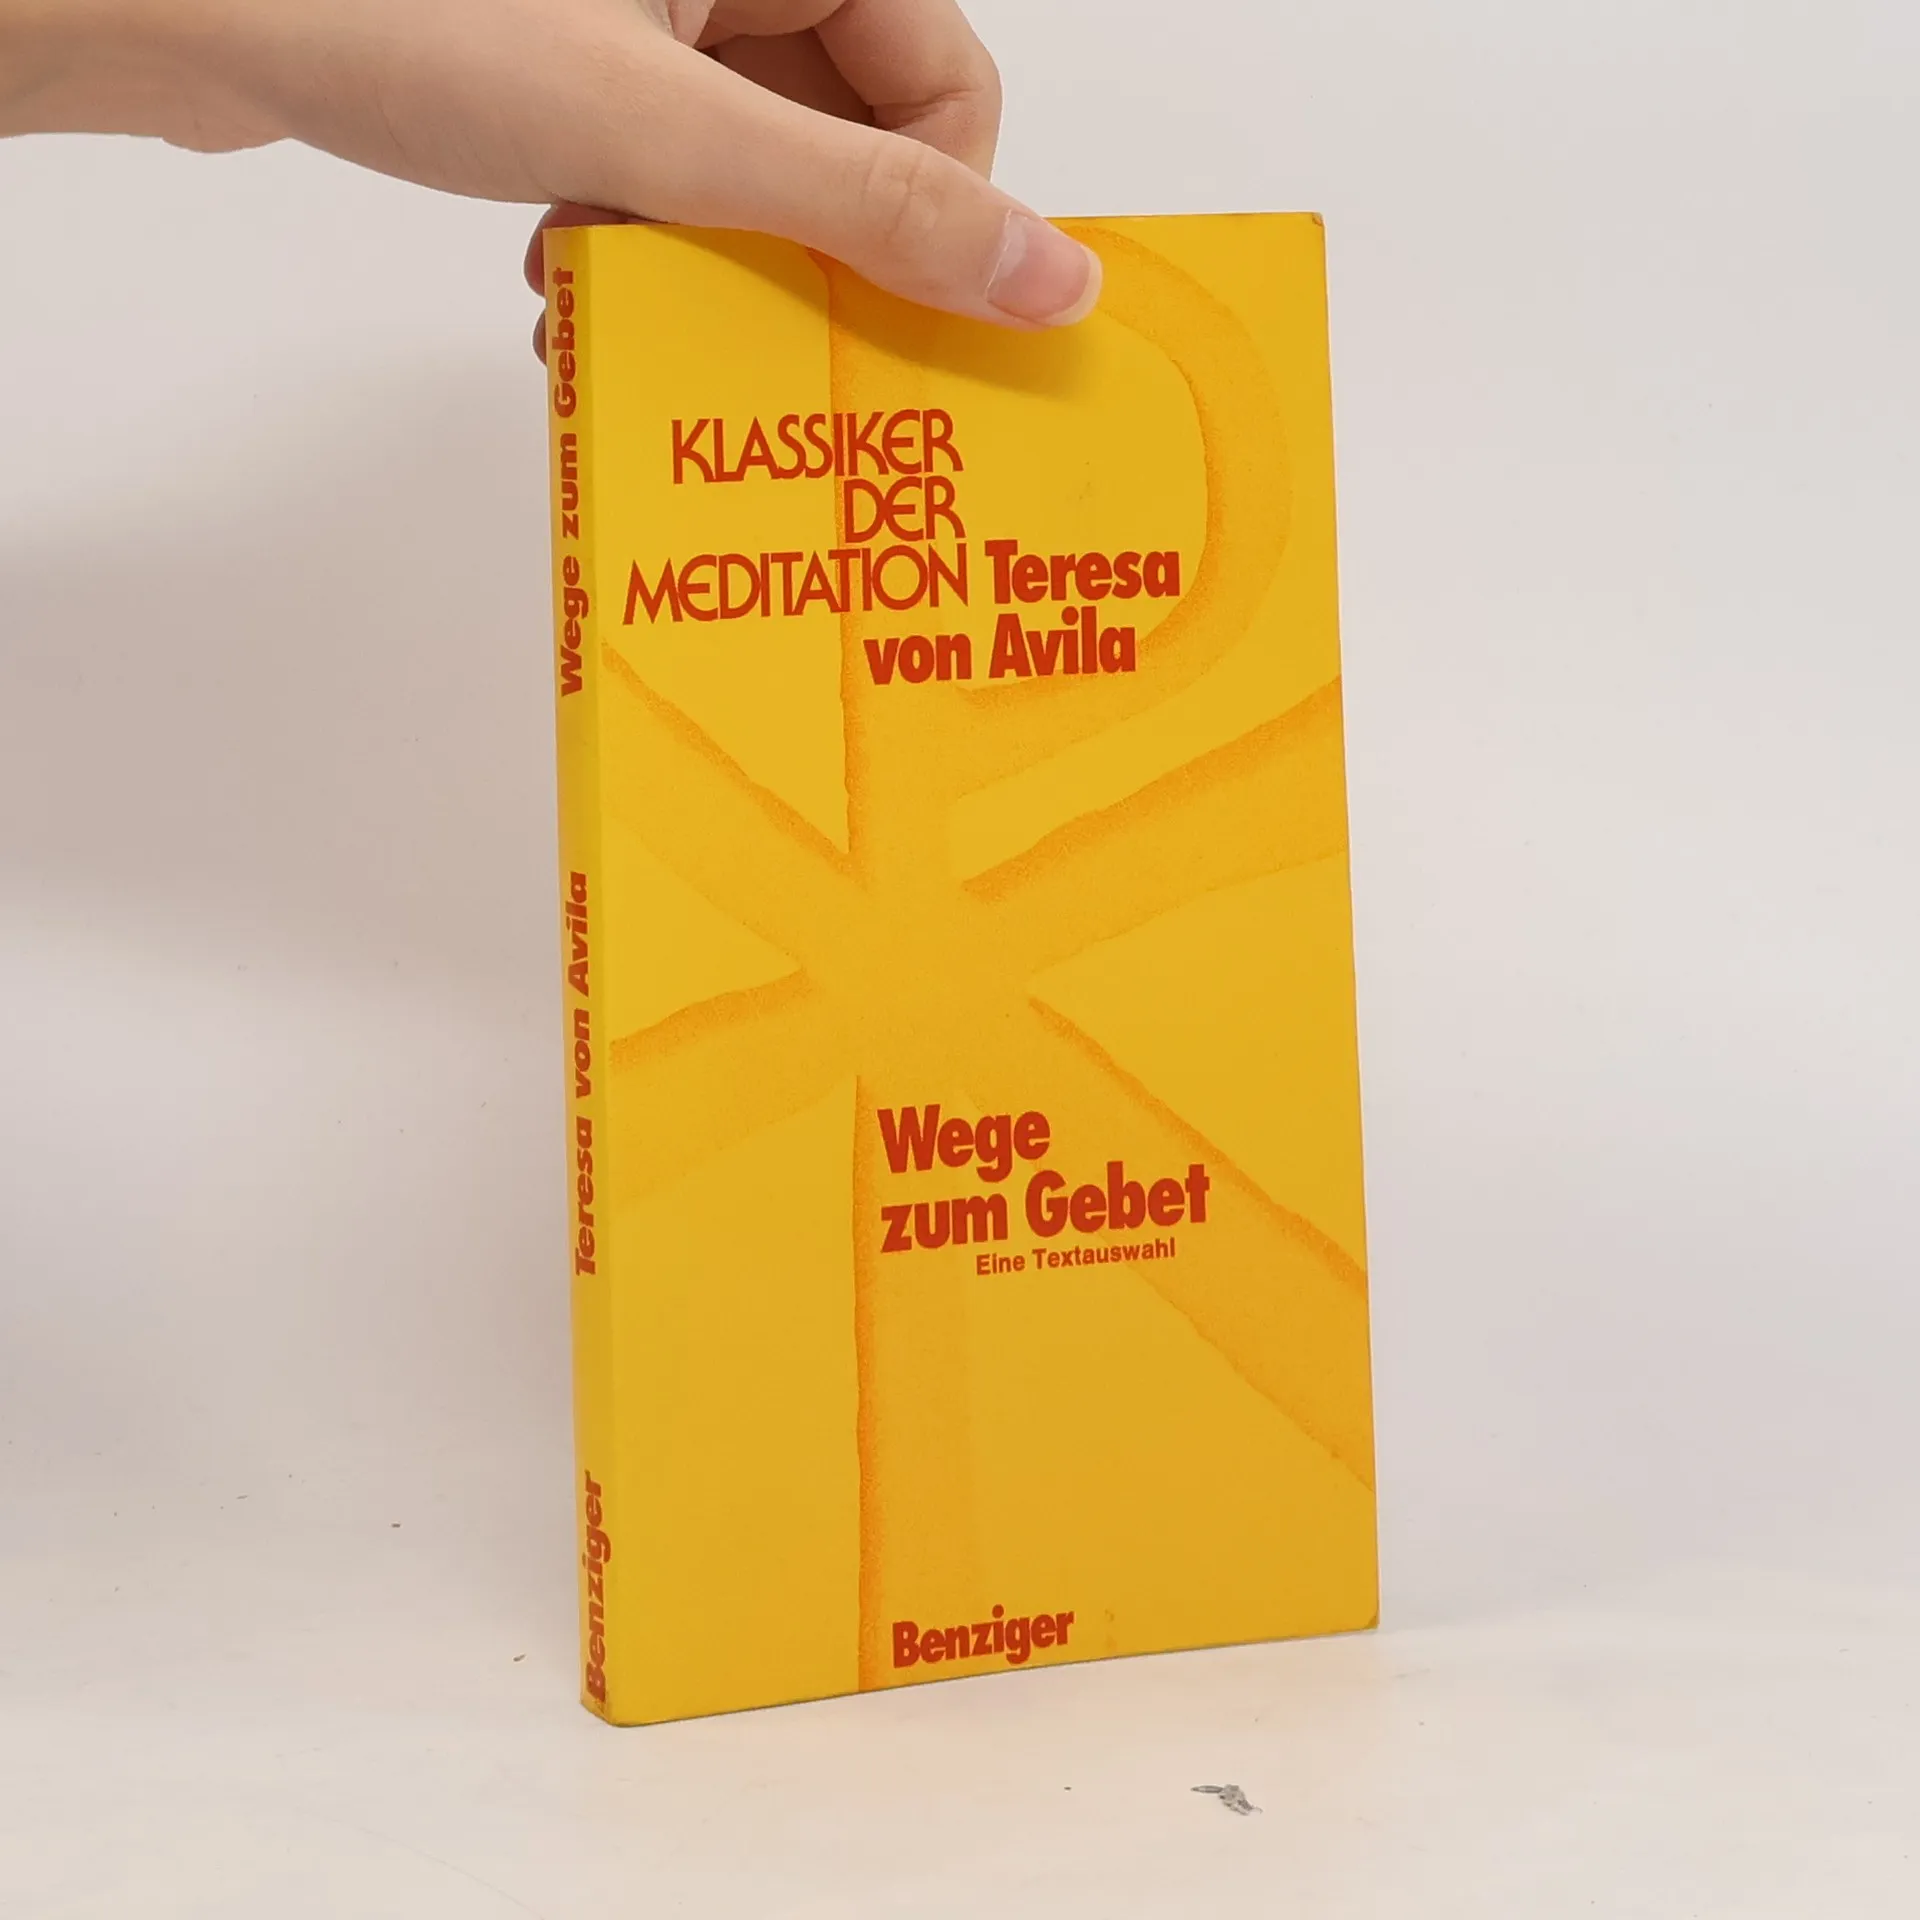 KLASSIKER
DER
MEDITATION Teresa
von Avila
Wege
zum Gebet
Eine Textauswahl
Benziger
Wege zum Gebet
Teresa von Avila
Benziger